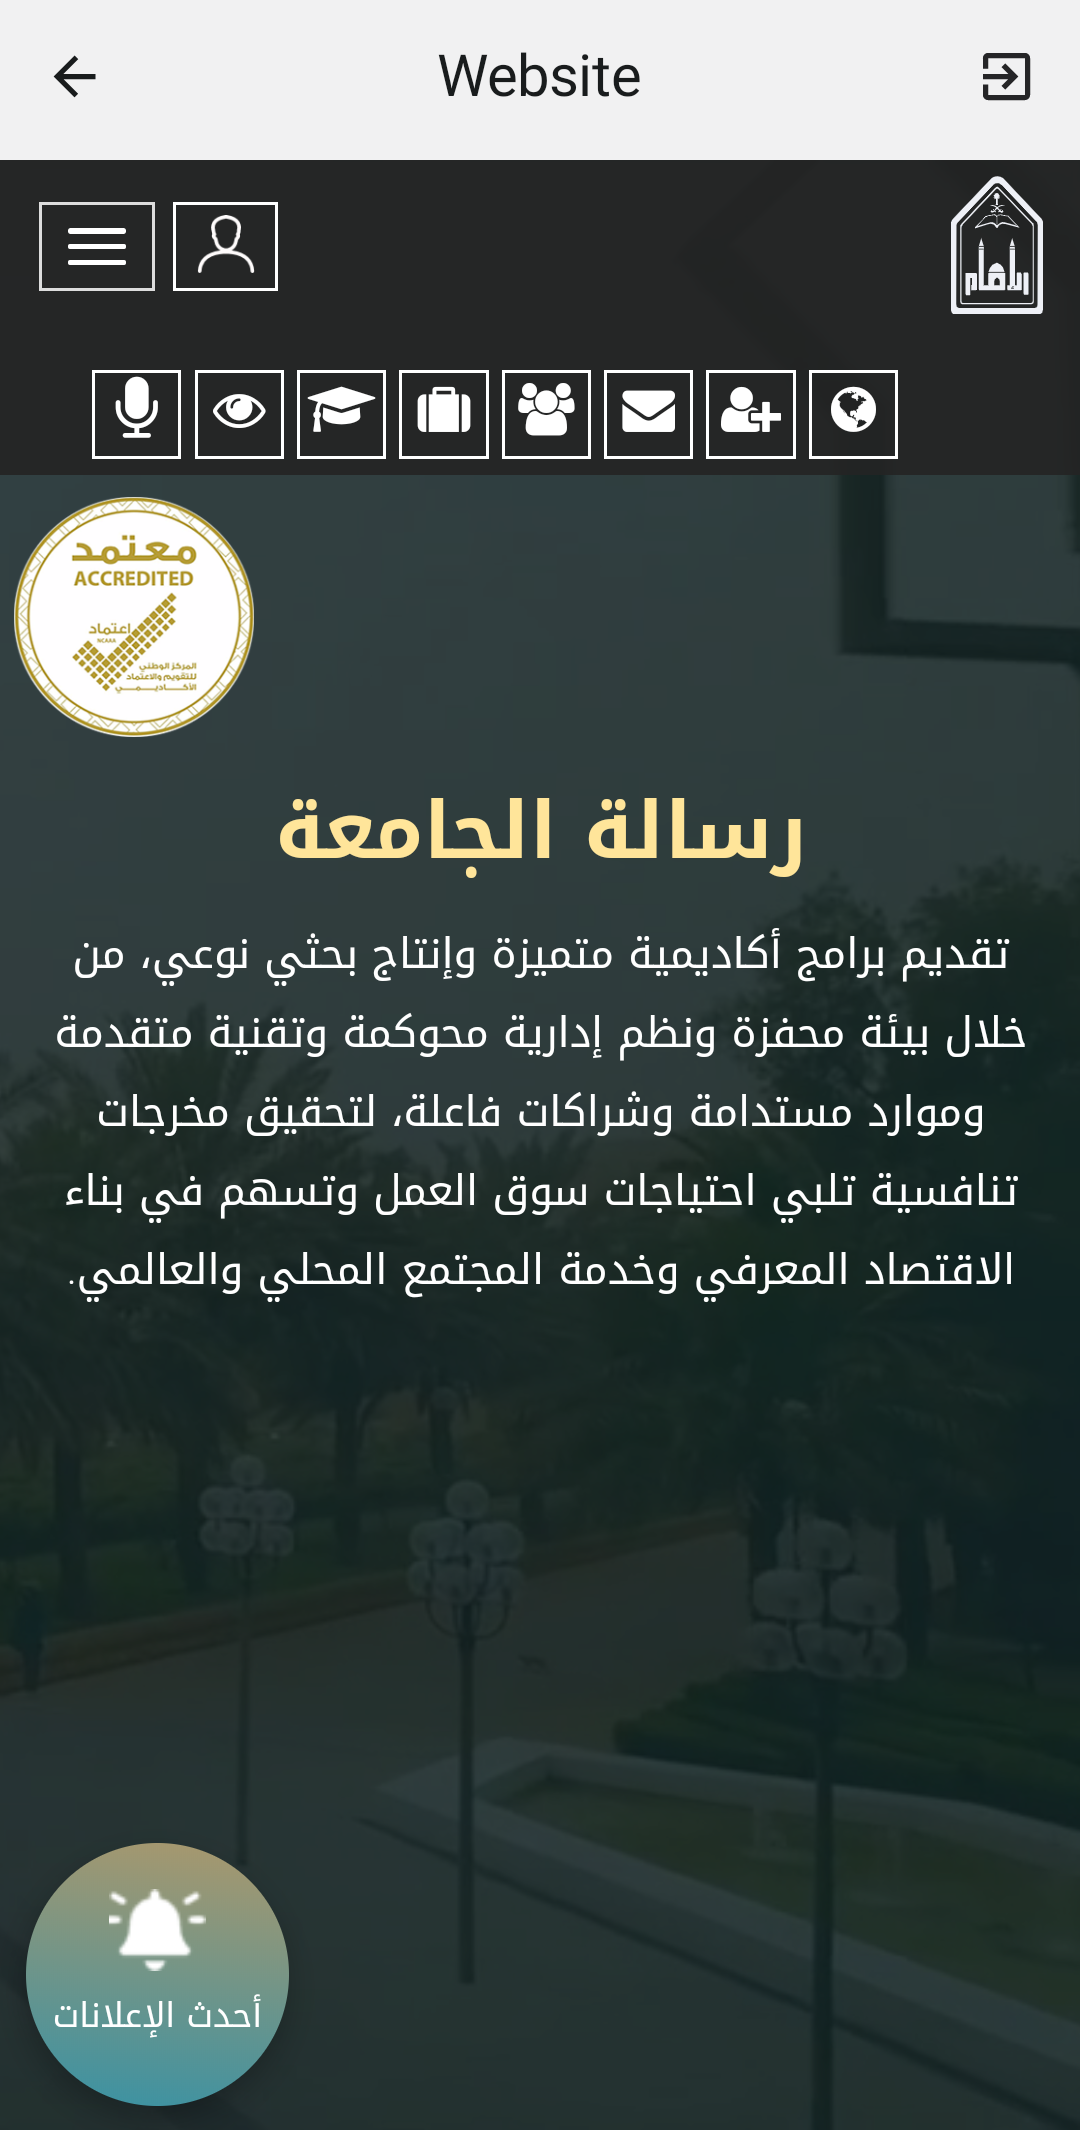 Website
الإمام
معتمد
ACCREDITED
اعتماد
NCAAA
المركز الوطني
للتقويم والاعتماد
الأكاديمي
رسالة الجامعة
تقديم برامج أكاديمية متميزة وإنتاج بحثي نوعي، من
خلال بيئة محفزة ونظم إدارية محوكمة وتقنية متقدمة
وموارد مستدامة وشراكات فاعلة، لتحقيق مخرجات
تنافسية تلبي احتياجات سوق العمل وتسهم في بناء
الاقتصاد المعرفي وخدمة المجتمع المحلي والعالمي.
أحدث الإعلانات